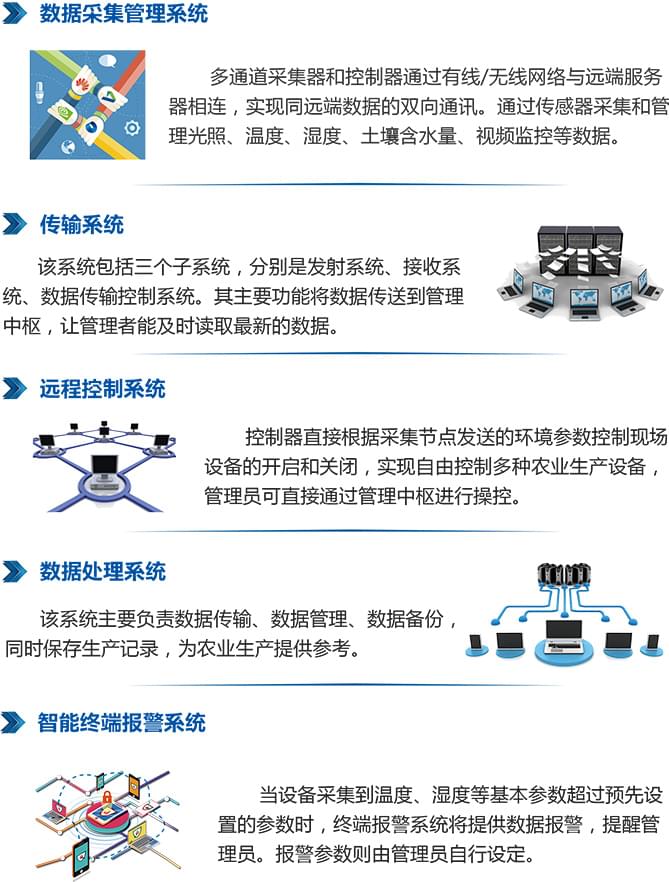 数据采集管理系统
多通道采集器和控制器通过有线/无线网络与远端服务
器相连，实现同远端数据的双向通讯。通过传感器采集和管
理光照、温度、湿度、土壤含水量、视频监控等数据。
传输系统
该系统包括三个子系统，分别是发射系统、接收系
统、数据传输控制系统。其主要功能将数据传送到管理
中枢，让管理者能及时读取最新的数据。
远程控制系统
控制器直接根据采集节点发送的环境参数控制现场
设备的开启和关闭，实现自由控制多种农业生产设备，
管理员可直接通过管理中枢进行操控。
数据处理系统
该系统主要负责数据传输、数据管理、数据备份，
同时保存生产记录，为农业生产提供参考。
智能终端报警系统
当设备采集到温度、湿度等基本参数超过预先设
置的参数时，终端报警系统将提供数据报警，提醒管
理员。报警参数则由管理员自行设定。